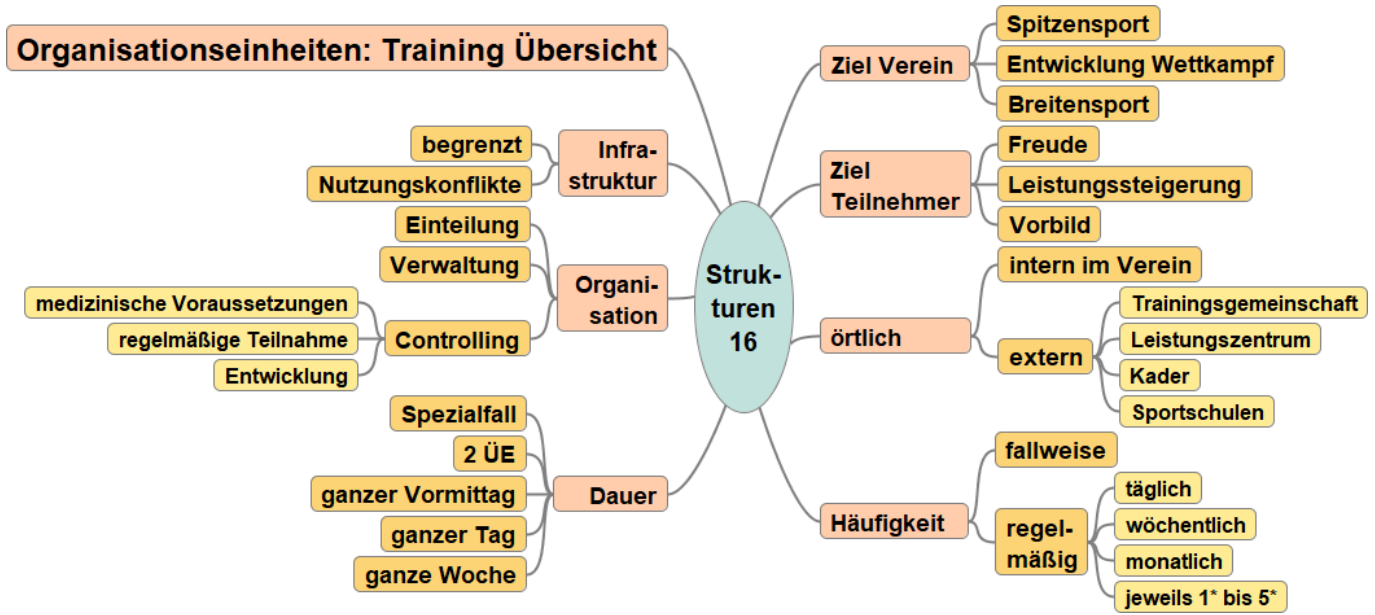 Organisationseinheiten: Training Übersicht
Infra-
struktur
begrenzt
Nutzungskonflikte
Organi-
sation
Einteilung
Verwaltung
Controlling
medizinische Voraussetzungen
regelmäßige Teilnahme
Entwicklung
Dauer
Spezialfall
2 ÜE
ganzer Vormittag
ganzer Tag
ganze Woche
Struk-
turen
16
Ziel Verein
Spitzensport
Entwicklung Wettkampf
Breitensport
Ziel
Teilnehmer
Freude
Leistungssteigerung
Vorbild
örtlich
intern im Verein
extern
Trainingsgemeinschaft
Leistungszentrum
Kader
Sportschulen
Häufigkeit
fallweise
regel-
mäßig
täglich
wöchentlich
monatlich
jeweils 1* bis 5*